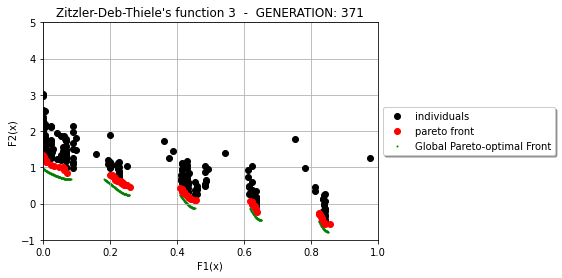 Zitzler-Deb-Thiele's function 3 - GENERATION: 371
5
4
3
2
1
0
−1
F2(x)
individuals
pareto front
Global Pareto-optimal Front
0.0 0.2 0.4 0.6 0.8 1.0
F1(x)